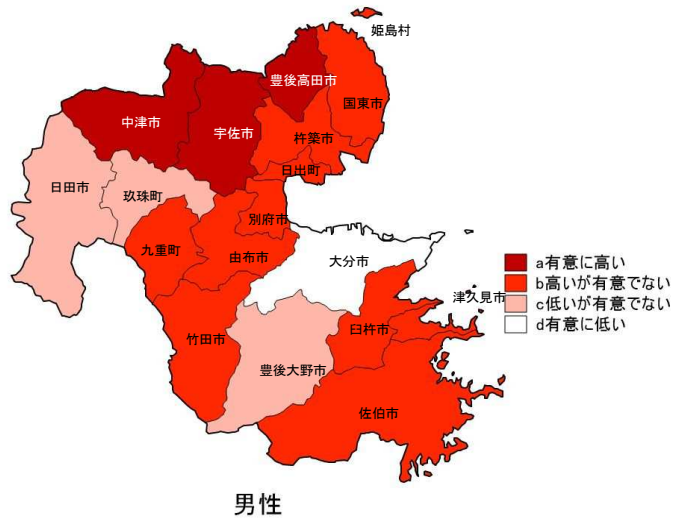 姫島村
豊後高田市
国東市
中津市
宇佐市
杵築市
日出町
日田市
玖珠町
別府市
九重町
由布市
大分市
a有意に高い
b高いが有意でない
c低いが有意でない
d有意に低い
津久見市
臼杵市
竹田市
豊後大野市
佐伯市
男性